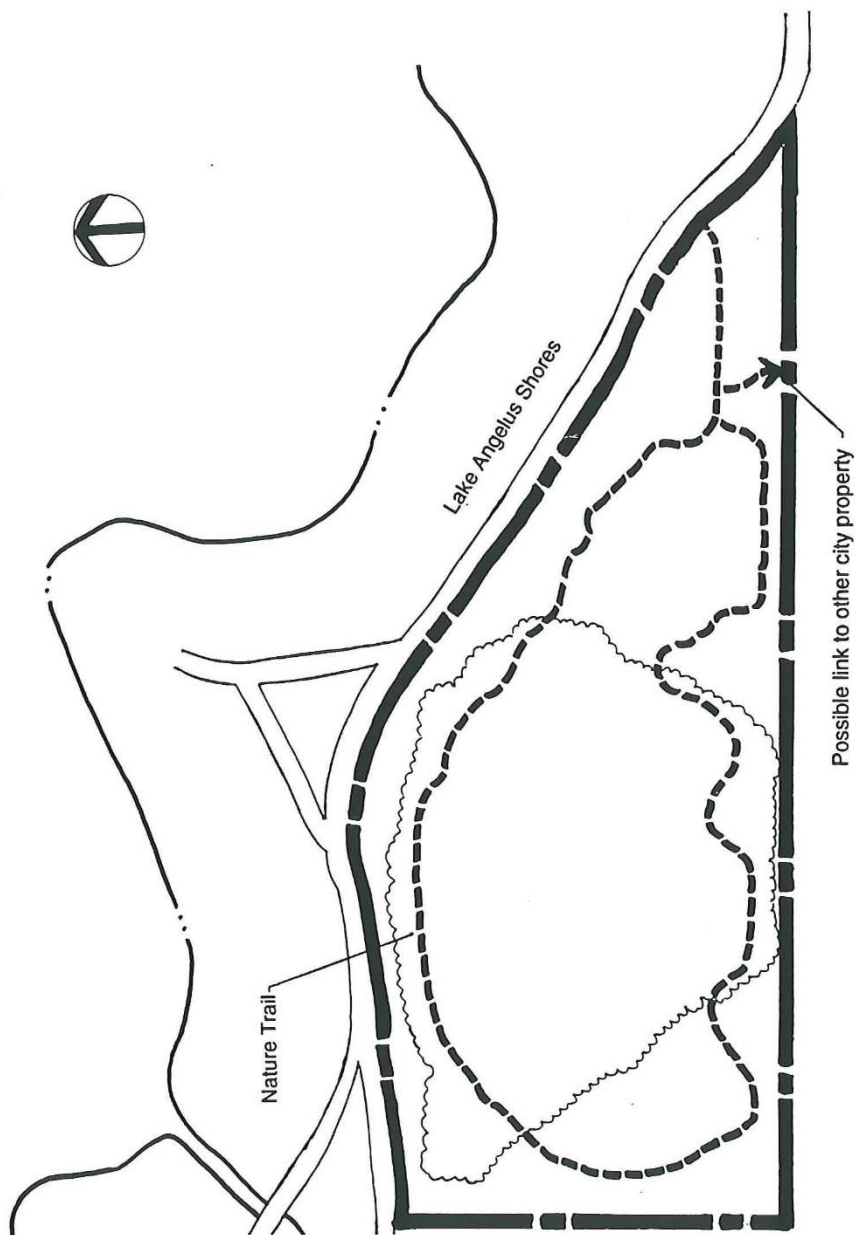 Lake Angelus Shores
Nature Trail
Possible link to other city property